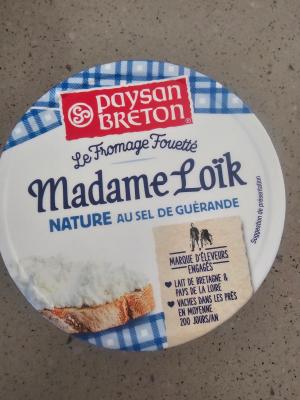 PAYSAN
BRETON
Le Fromage Fouetté
Madame Loïk
NATURE AU SEL DE GUÉRANDE
Suggestion de présentation
MARQUE D'ÉLEVEURS
ENGAGÉS
LAIT DE BRETAGNE &
PAYS DE LA LOIRE
VACHES DANS LES PRÉS
EN MOYENNE
200 JOURS/AN